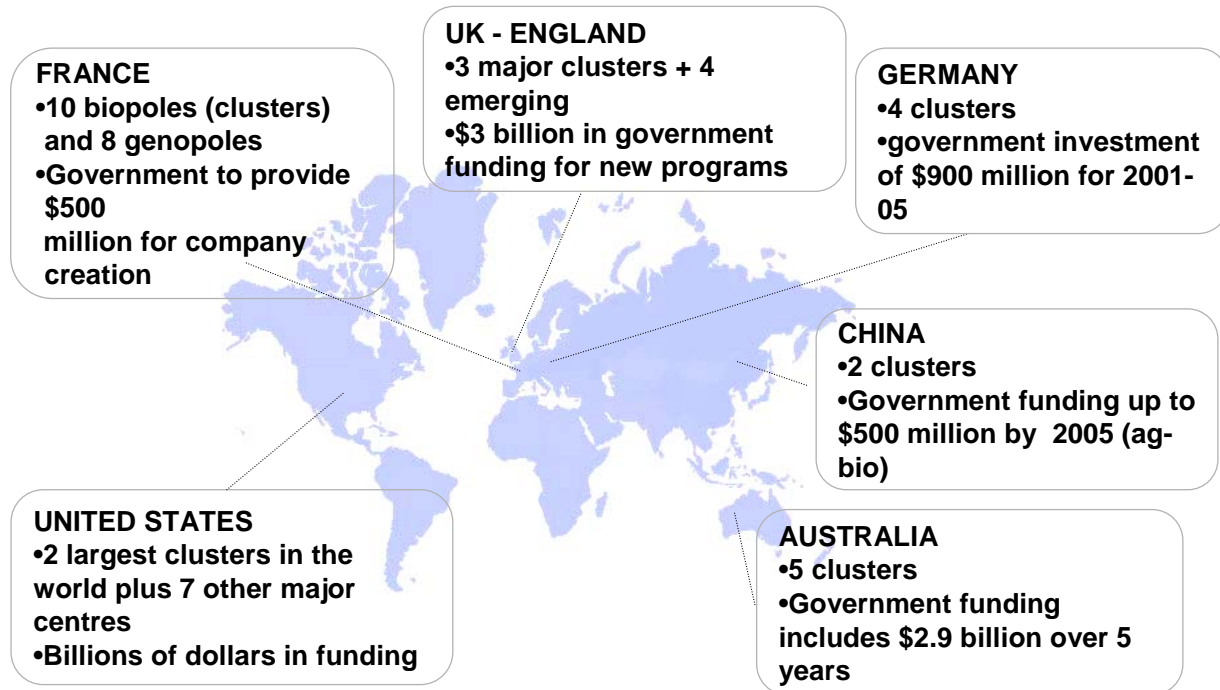 FRANCE
•10 biopoles (clusters)
and 8 genopoles
•Government to provide
$500
million for company
creation
UK - ENGLAND
•3 major clusters + 4
emerging
•$3 billion in government
funding for new programs
GERMANY
•4 clusters
•government investment
of $900 million for 2001-
05
CHINA
•2 clusters
•Government funding up to
$500 million by 2005 (ag-
bio)
UNITED STATES
•2 largest clusters in the
world plus 7 other major
centres
•Billions of dollars in funding
AUSTRALIA
•5 clusters
•Government funding
includes $2.9 billion over 5
years